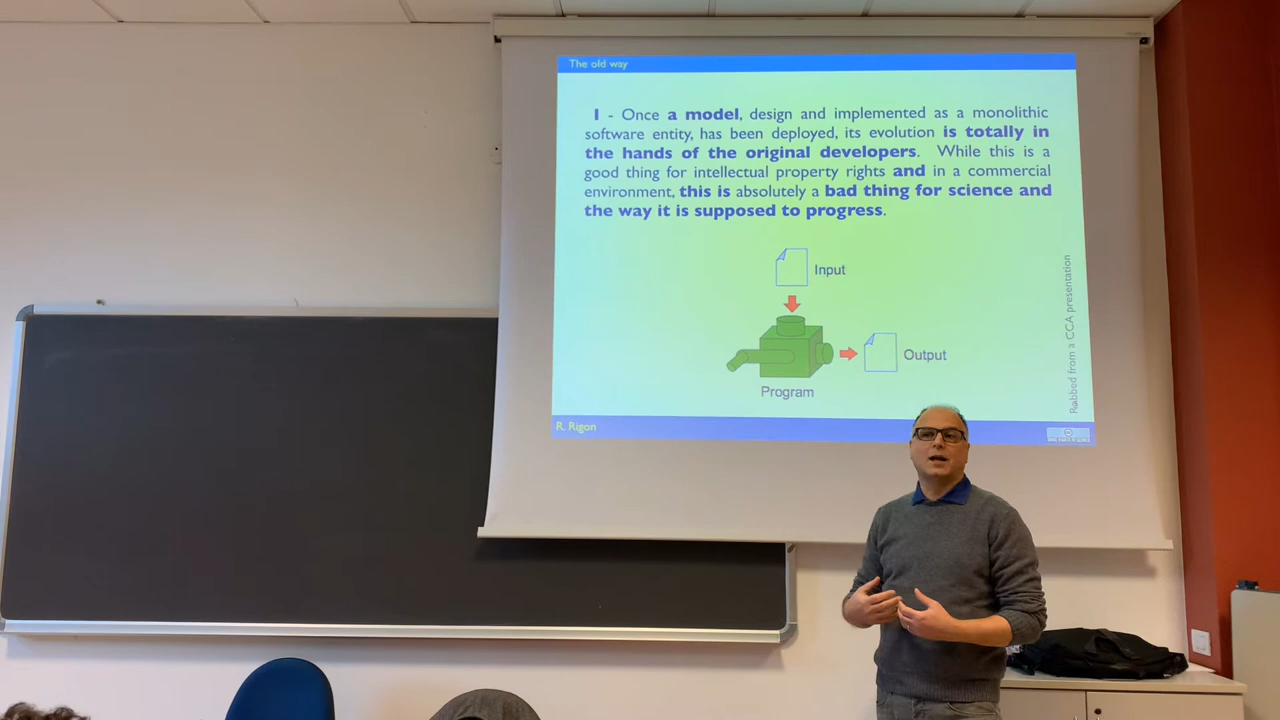 The old way
1 - Once a model, design and implemented as a monolithic
software entity, has been deployed, its evolution is totally in
the hands of the original developers. While this is a
good thing for intellectual property rights and in a commercial
environment, this is absolutely a bad thing for science and
the way it is supposed to progress.
Input
Output
Program
Robbed from a CCA presentation
R. Rigon